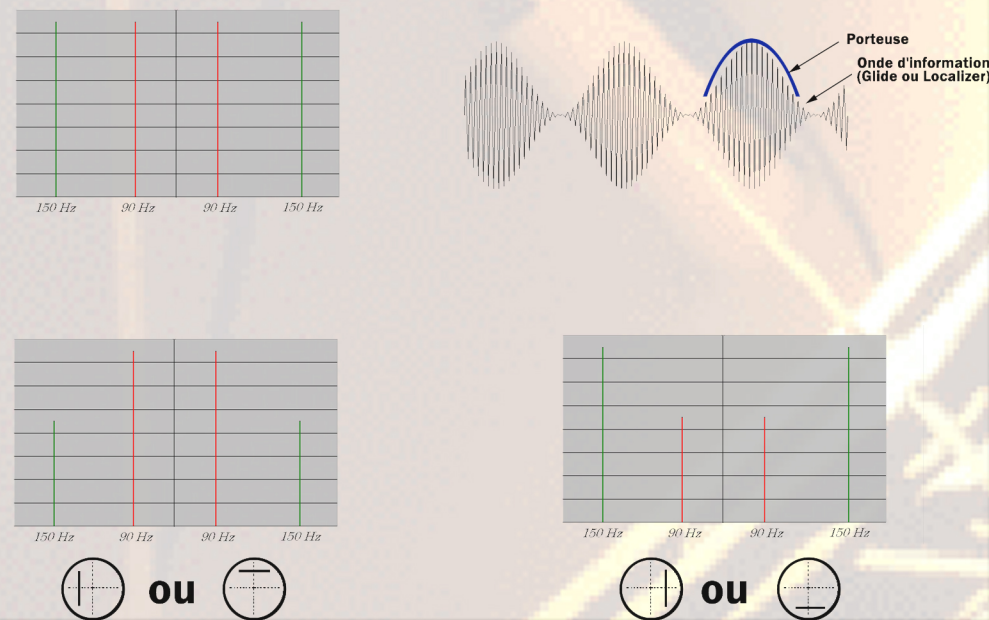 150 Hz 90 Hz 90 Hz 150 Hz
Porteuse
Onde d'information
(Glide ou Localizer)
150 Hz 90 Hz 90 Hz 150 Hz
ou
150 Hz 90 Hz 90 Hz 150 Hz
ou